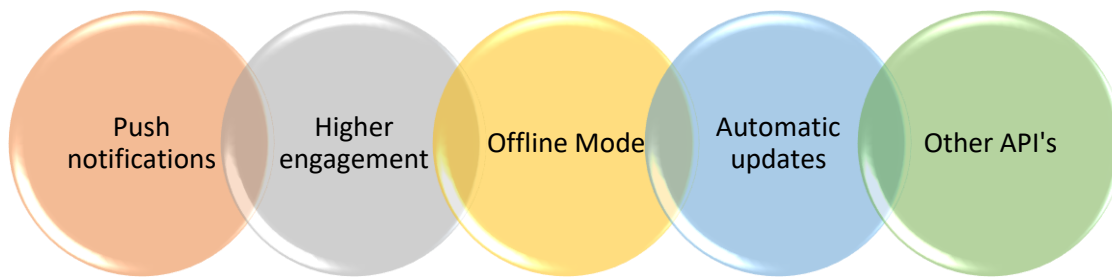 Push
notifications
Higher
engagement
Offline Mode
Automatic
updates
Other API's